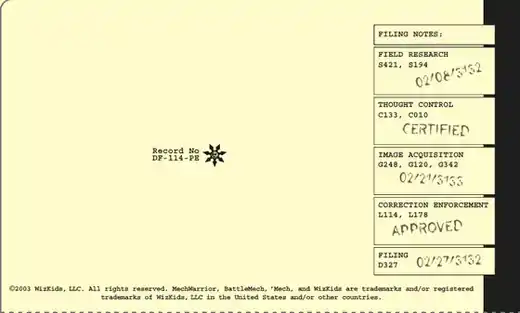 FILING NOTES:
FIELD RESEARCH
S421, S194
02/08/3132
THOUGHT CONTROL
C133, C010
CERTIFIED
Record No
DF-114-PE
IMAGE ACQUISITION
G248, G120, G342
02/21/3133
CORRECTION ENFORCEMENT
L114, L178
APPROVED
FILING
D327
02/27/3132
©2003 WizKids, LLC. All rights reserved. MechWarrior, BattleMech, 'Mech, and WizKids are trademarks and/or registered
trademarks of WizKids, LLC in the United States and/or other countries.